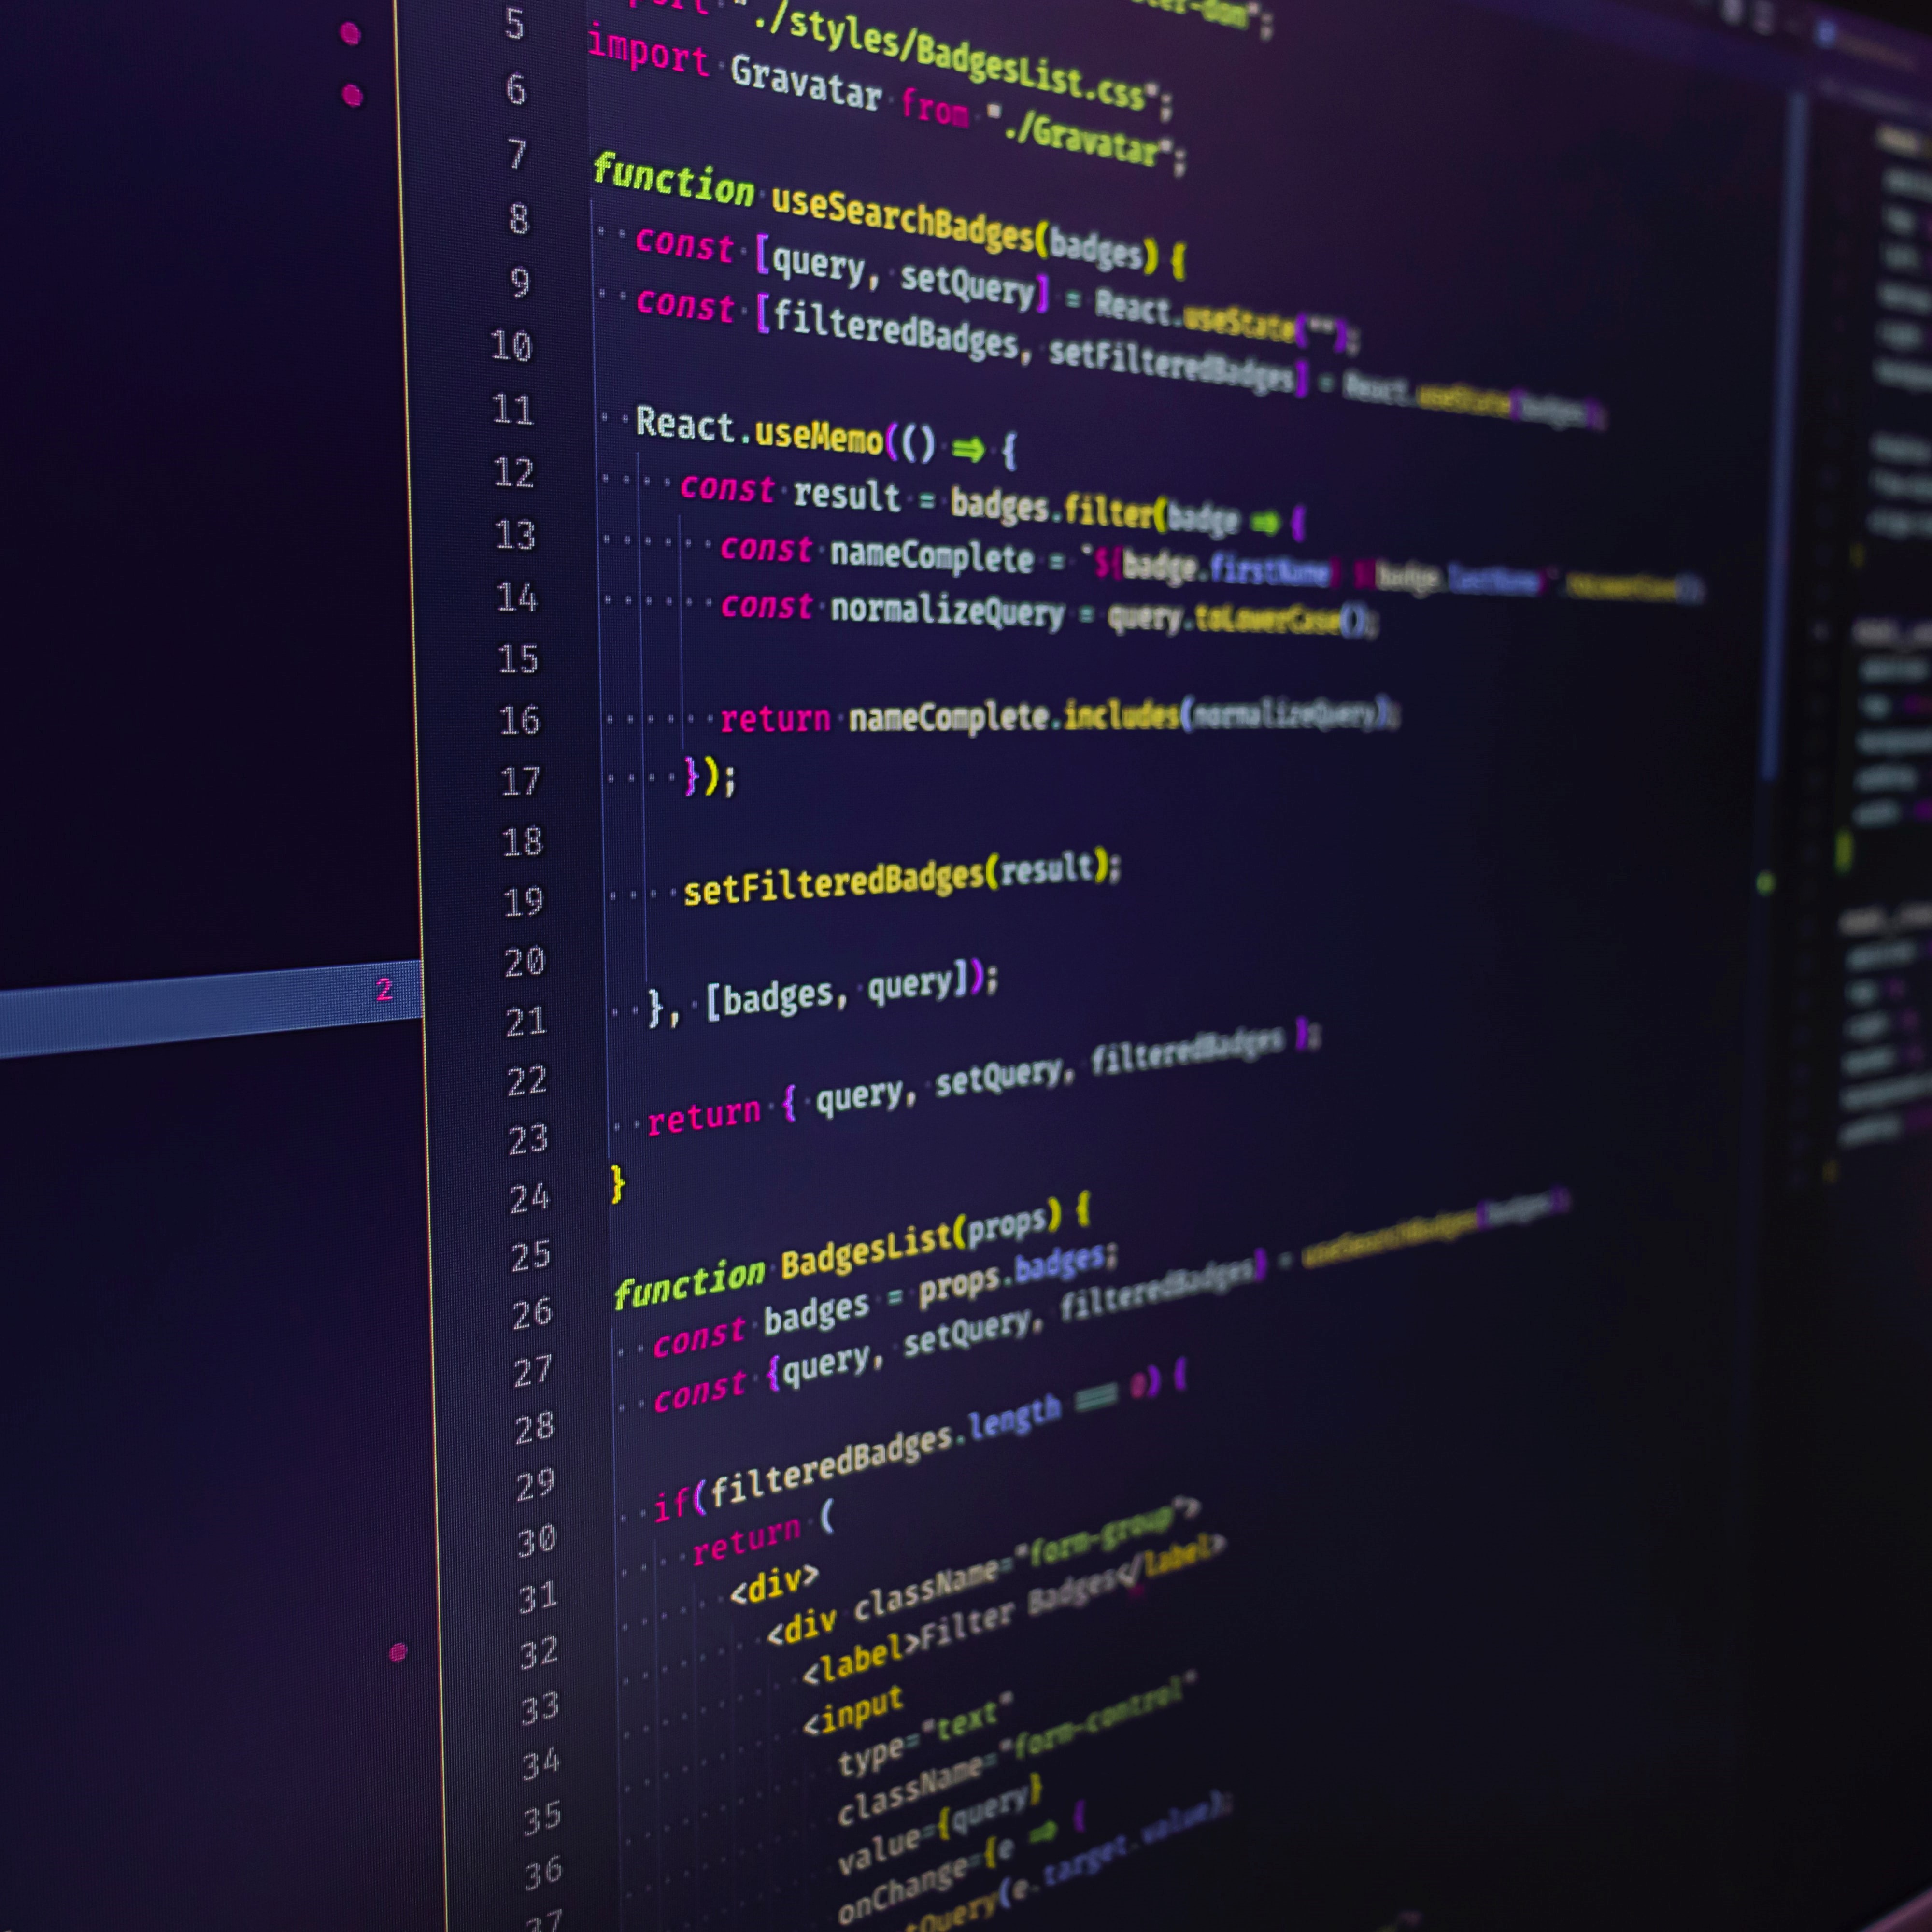 "./styles/BadgesList.css";
import Gravatar from "./Gravatar";
function useSearchBadges(badges) {
const [query, setQuery] = React.useState("");
const [filteredBadges, setFilteredBadges] = React.useState(badges);
React.useMemo(() => {
const result = badges.filter(badge => {
const nameComplete = `${badge.firstName} ${badge.lastName}`.toLowerCase();
const normalizeQuery = query.toLowerCase();
return nameComplete.includes(normalizeQuery);
});
setFilteredBadges(result);
}, [badges, query]);
return { query, setQuery, filteredBadges };
}
function BadgesList(props) {
const badges = props.badges;
const {query, setQuery, filteredBadges} = useSearchBadges(badges);
if(filteredBadges.length === 0) {
return (
<div>
<div className="form-group">
<label>Filter Badges</label>
<input
type="text"
className="form-control"
value={query}
onChange={e => {
(e.target.value);
5
6
7
8
9
10
11
12
13
14
15
16
17
18
19
20
21
22
23
24
25
26
27
28
29
30
31
32
33
34
35
36
37
2